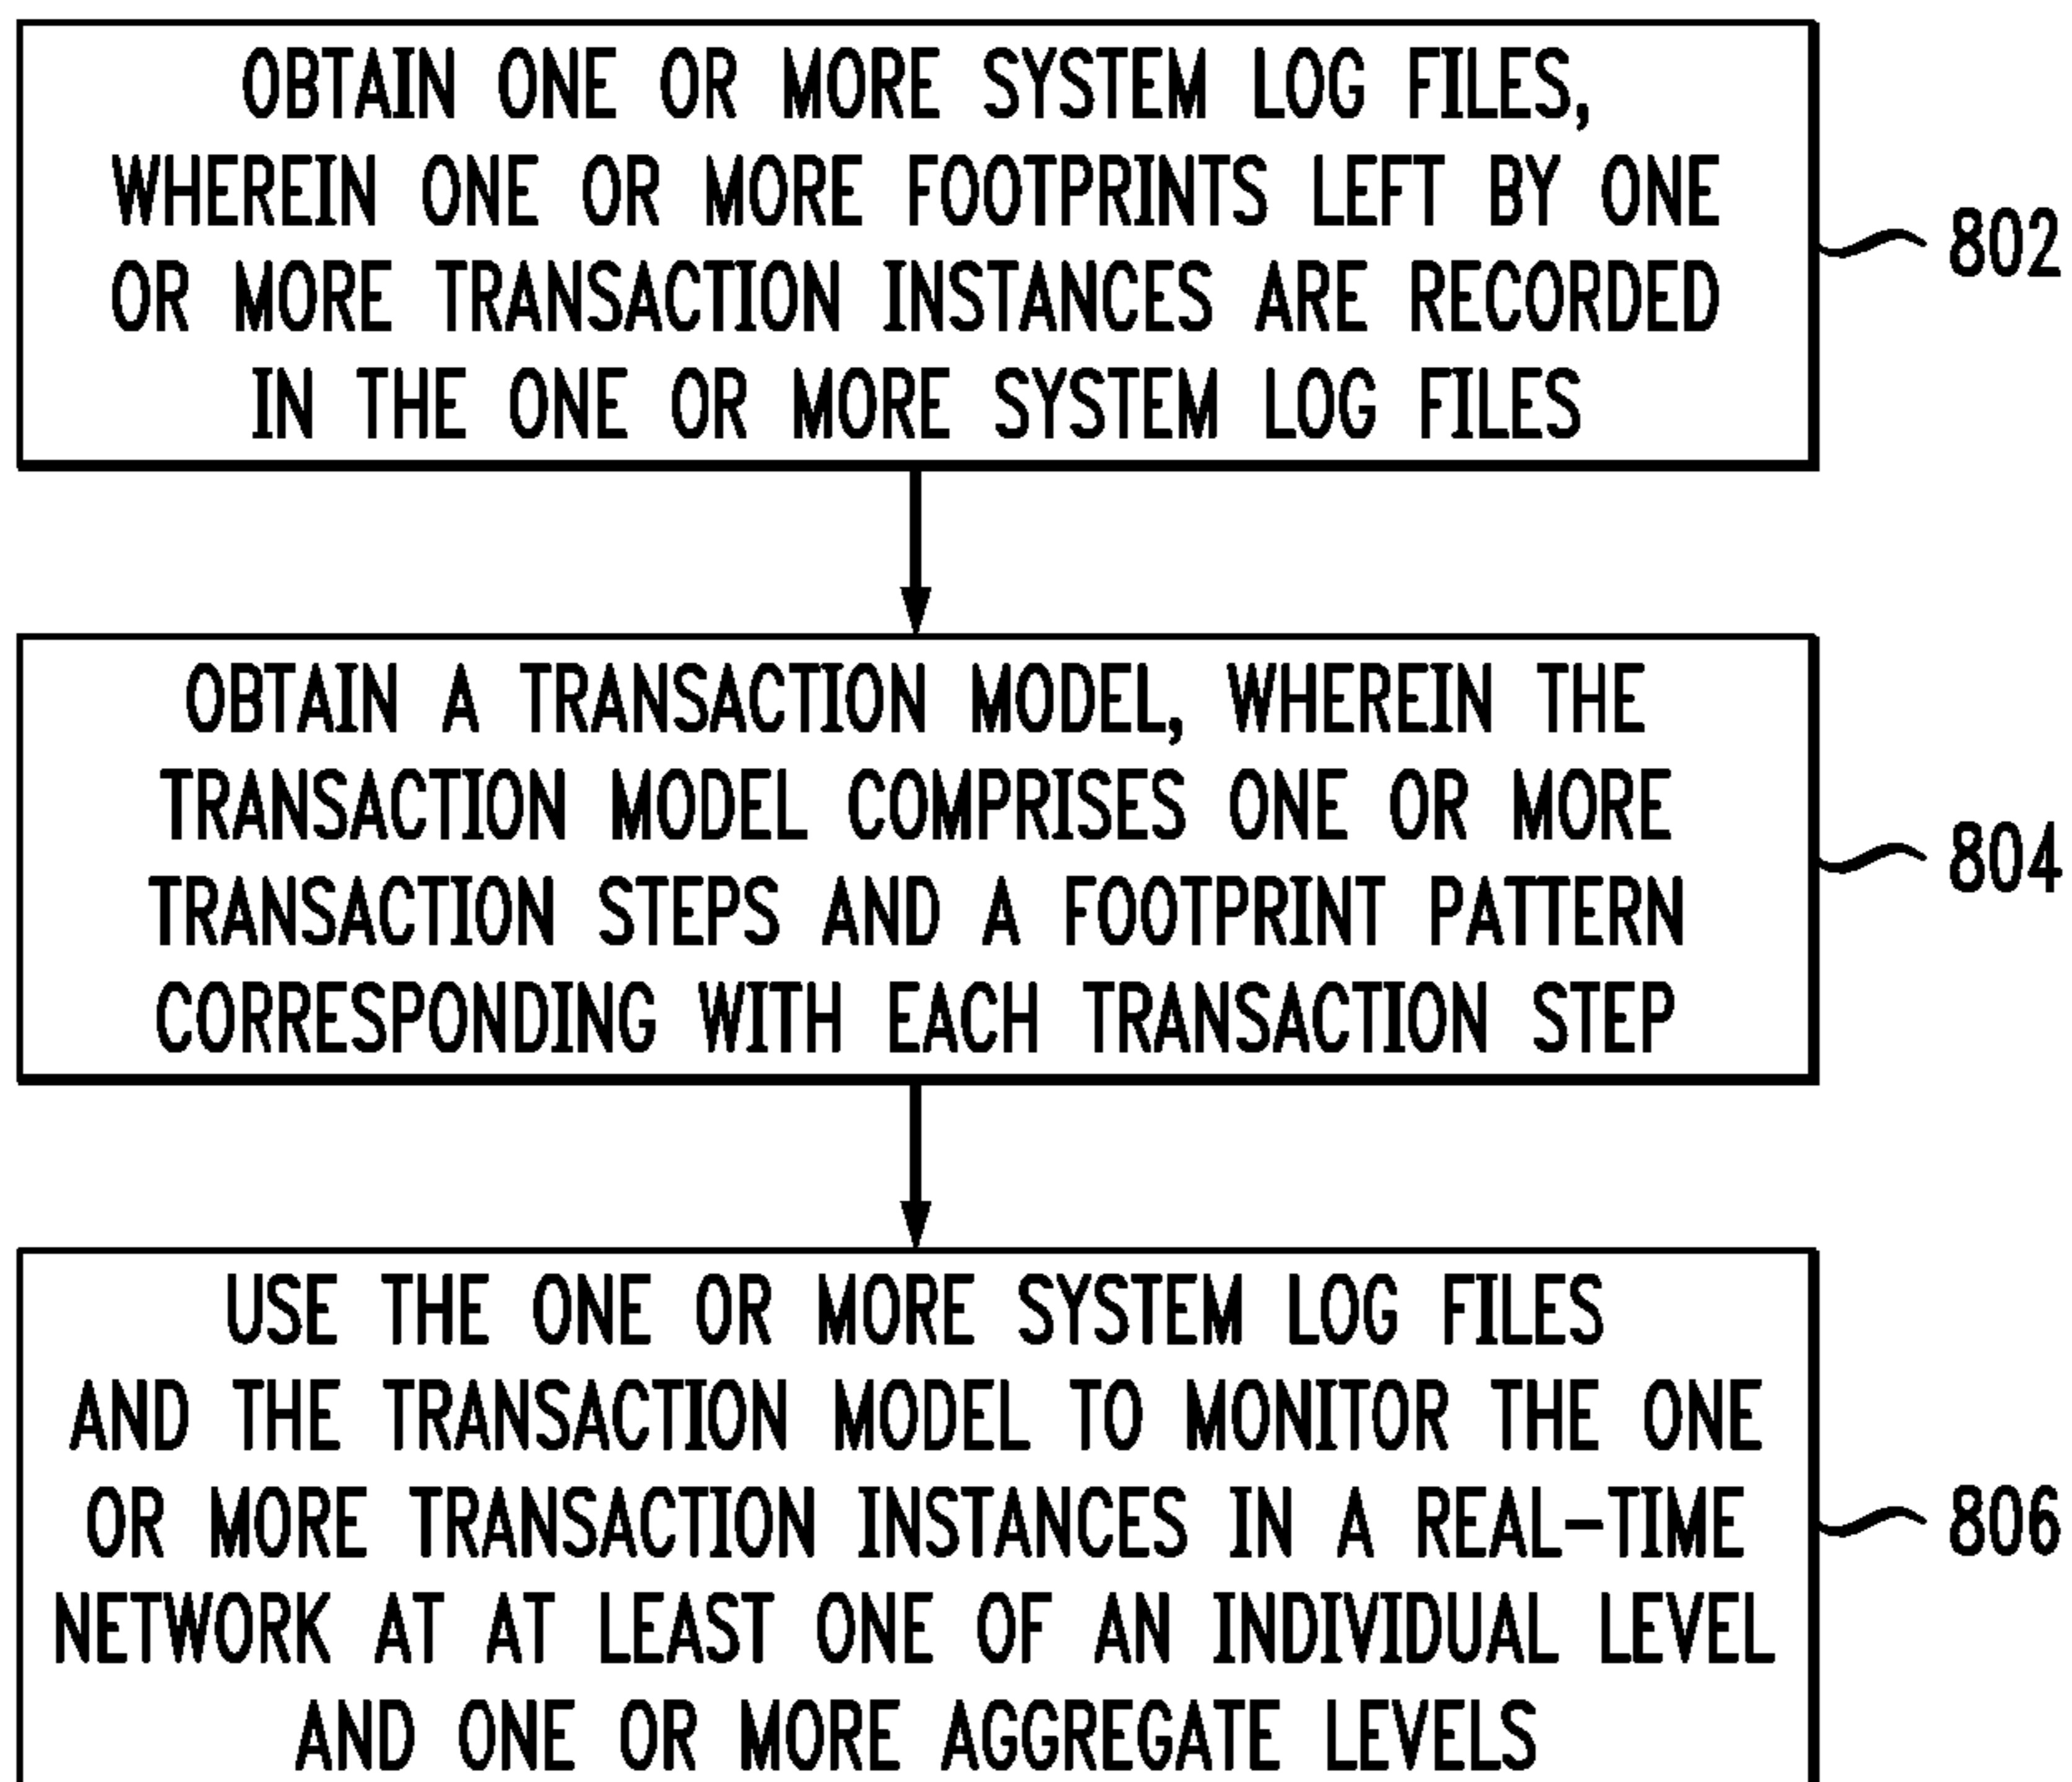 OBTAIN ONE OR MORE SYSTEM LOG FILES,
WHEREIN ONE OR MORE FOOTPRINTS LEFT BY ONE
OR MORE TRANSACTION INSTANCES ARE RECORDED
IN THE ONE OR MORE SYSTEM LOG FILES
802
OBTAIN A TRANSACTION MODEL, WHEREIN THE
TRANSACTION MODEL COMPRISES ONE OR MORE
TRANSACTION STEPS AND A FOOTPRINT PATTERN
CORRESPONDING WITH EACH TRANSACTION STEP
804
USE THE ONE OR MORE SYSTEM LOG FILES
AND THE TRANSACTION MODEL TO MONITOR THE ONE
OR MORE TRANSACTION INSTANCES IN A REAL-TIME
NETWORK AT AT LEAST ONE OF AN INDIVIDUAL LEVEL
AND ONE OR MORE AGGREGATE LEVELS
806